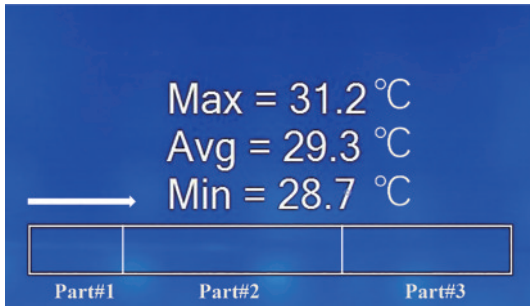 Max = 31.2 °C
Avg = 29.3 °C
Min = 28.7 °C
Part#1 Part#2 Part#3